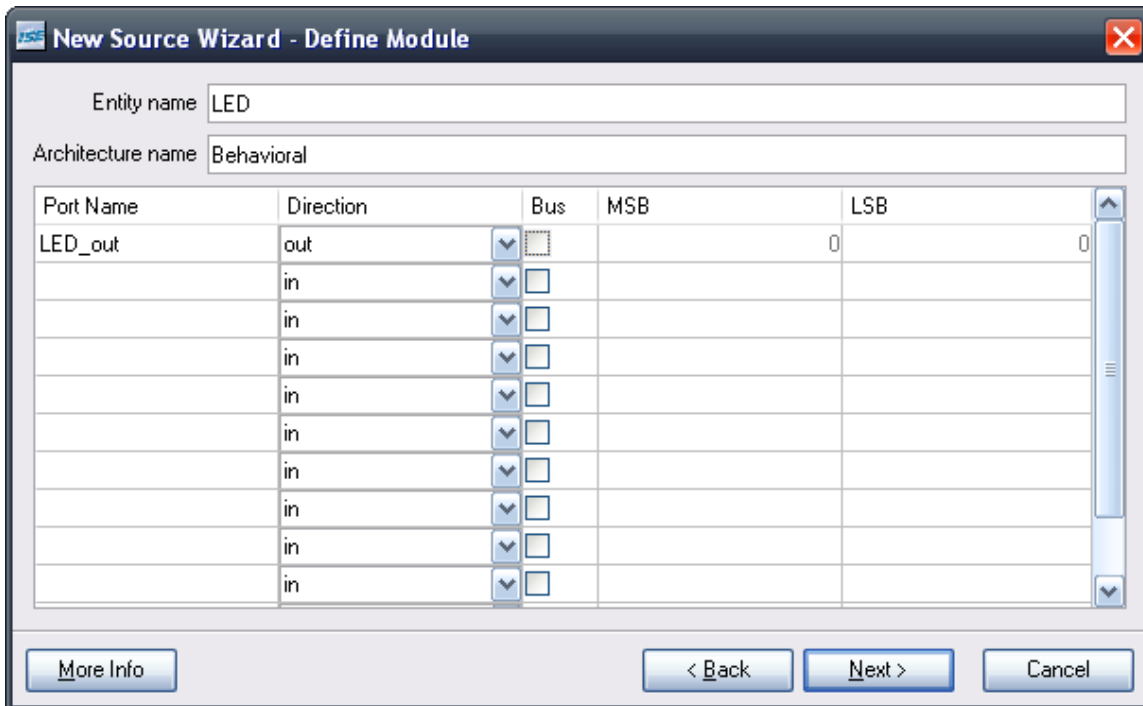 ISE New Source Wizard - Define Module
Entity name LED
Architecture name Behavioral
Port Name Direction Bus MSB LSB
LED_out out 0 0
in
in
in
in
in
in
in
in
in
More Info < Back Next > Cancel